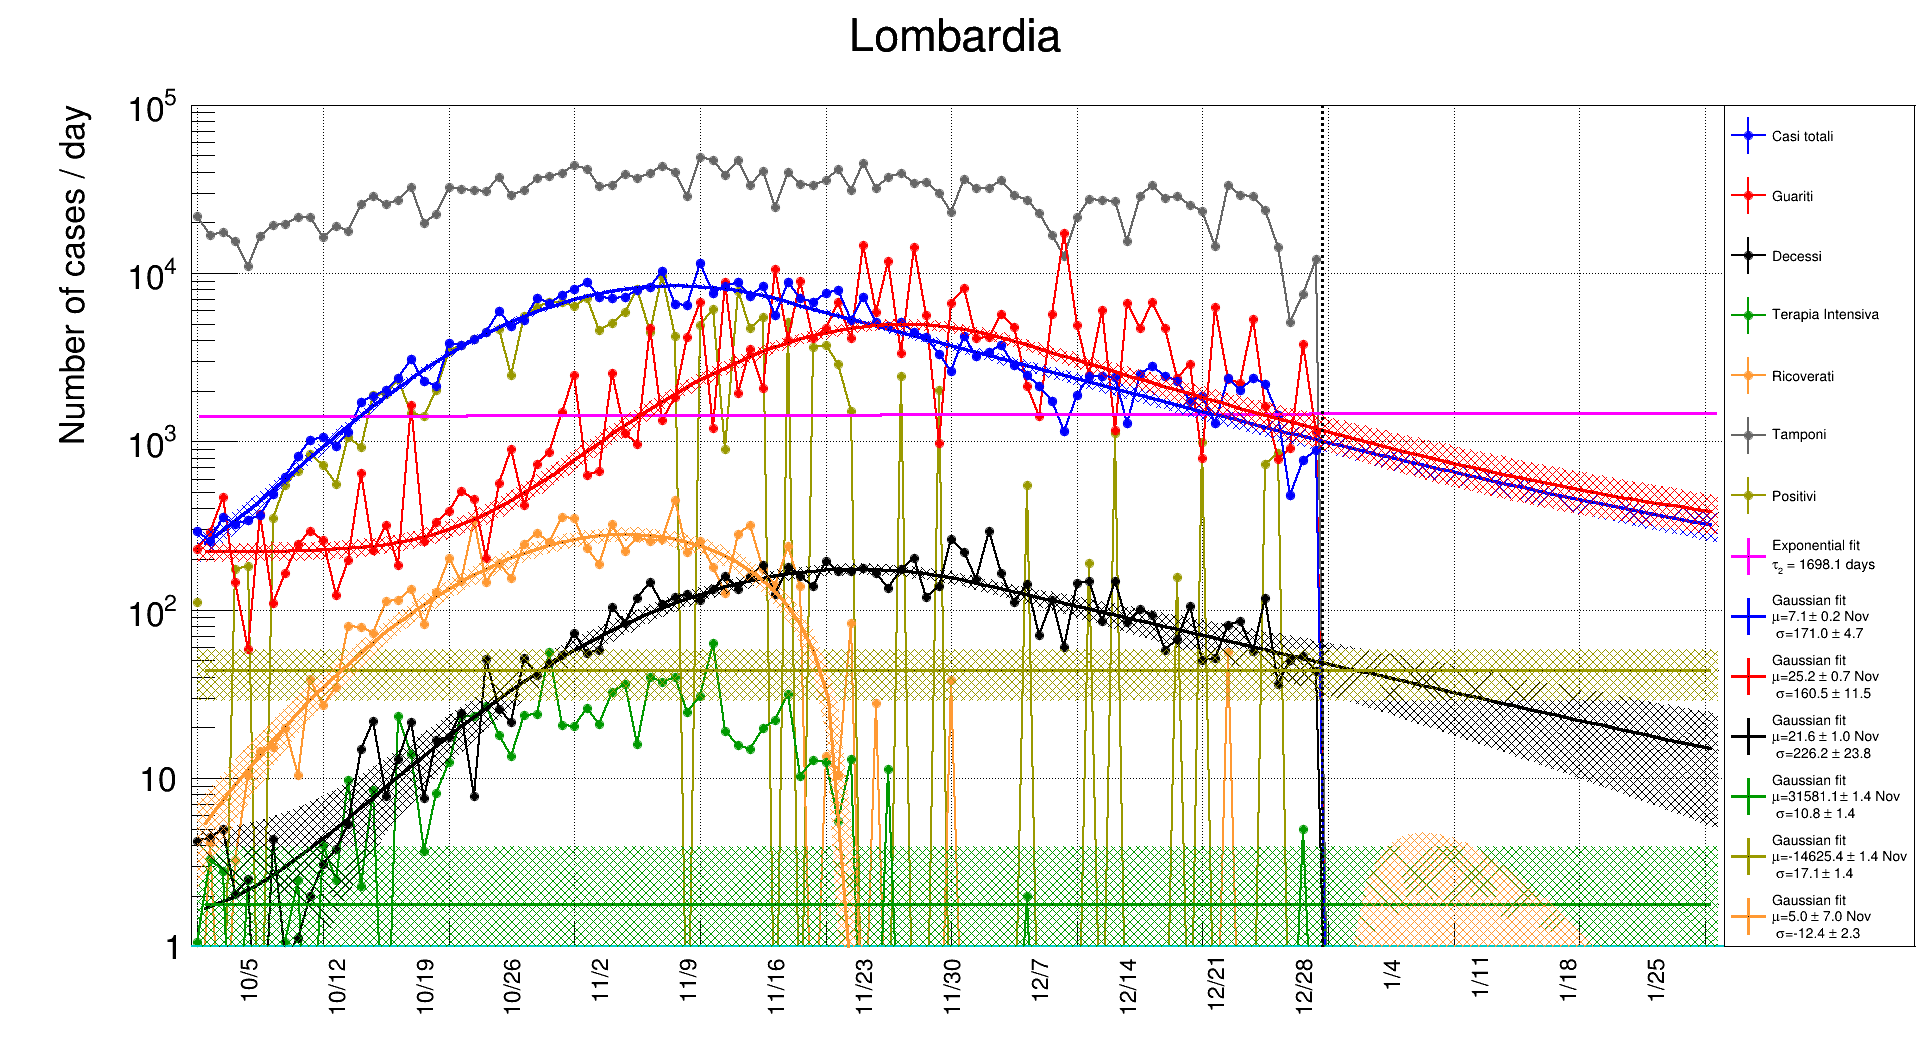 Lombardia
Number of cases / day
10^5
10^4
10^3
10^2
10
1
10/5
10/12
10/19
10/26
11/2
11/9
11/16
11/23
11/30
12/7
12/14
12/21
12/28
1/4
1/11
1/18
1/25
Casi totali
Guariti
Decessi
Terapia Intensiva
Ricoverati
Tamponi
Positivi
Exponential fit
τ₂ = 1698.1 days
Gaussian fit
μ=7.1± 0.2 Nov
σ=171.0± 4.7
Gaussian fit
μ=25.2± 0.7 Nov
σ=160.5± 11.5
Gaussian fit
μ=21.6± 1.0 Nov
σ=226.2± 23.8
Gaussian fit
μ=31581.1± 1.4 Nov
σ=10.8± 1.4
Gaussian fit
μ=-14625.4± 1.4 Nov
σ=17.1± 1.4
Gaussian fit
μ=5.0± 7.0 Nov
σ=-12.4± 2.3